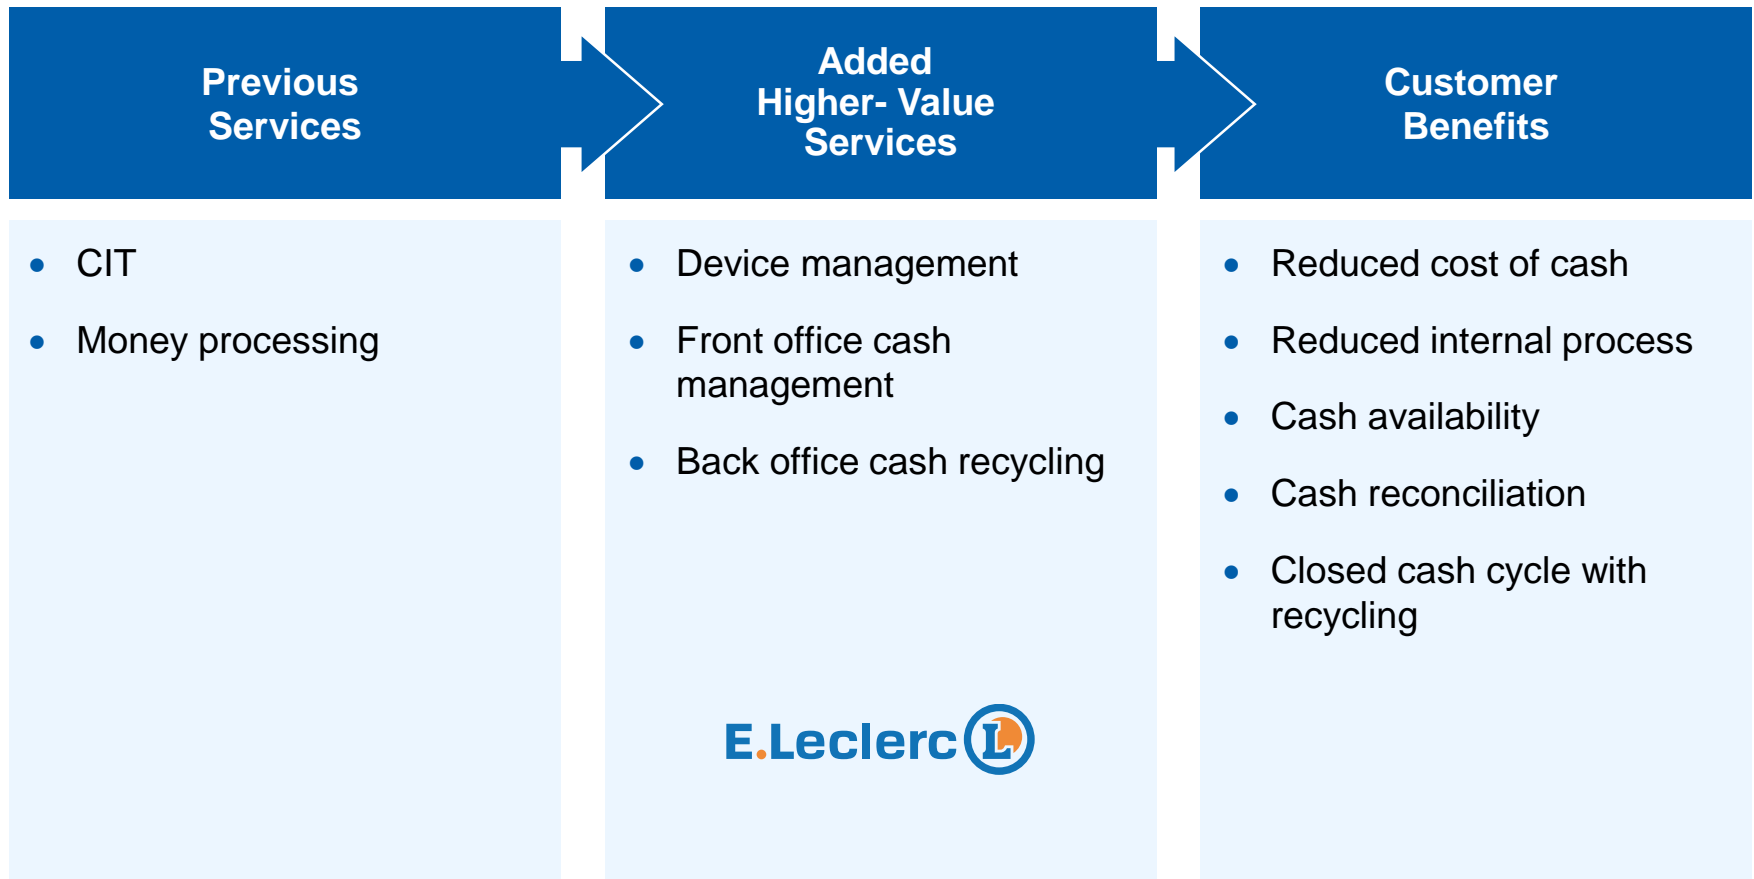 Previous
Services
Added
Higher- Value
Services
Customer
Benefits
• CIT
• Money processing
• Device management
• Front office cash
management
• Back office cash recycling
E.Leclerc L
• Reduced cost of cash
• Reduced internal process
• Cash availability
• Cash reconciliation
• Closed cash cycle with
recycling